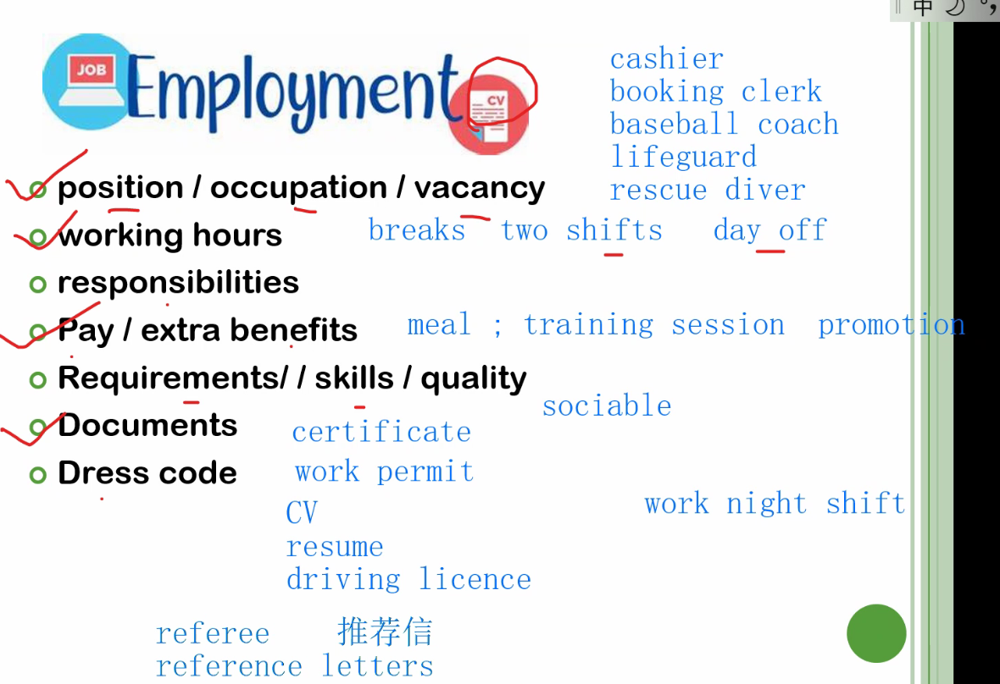 中
JOB
Employment
CV
cashier
booking clerk
baseball coach
lifeguard
rescue diver
position / occupation / vacancy
working hours
breaks two shifts day off
responsibilities
Pay / extra benefits
meal ; training session promotion
Requirements/ / skills / quality
sociable
Documents
certificate
Dress code
work permit
work night shift
CV
resume
driving licence
referee 推荐信
reference letters